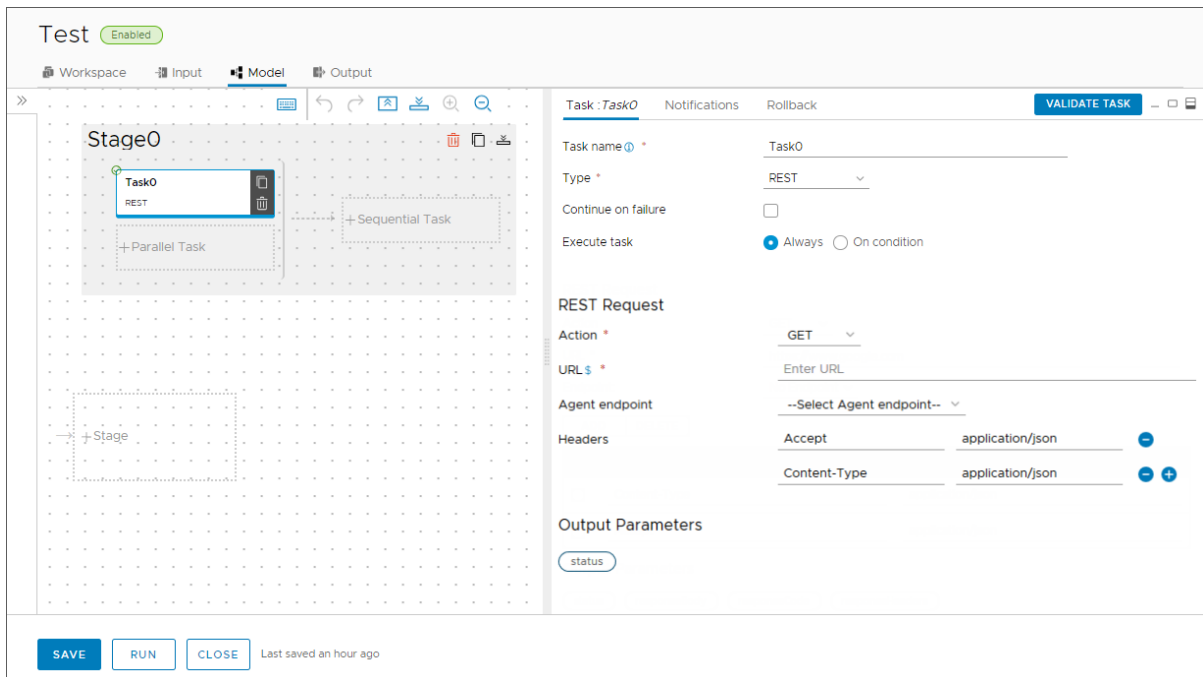 Test Enabled
Workspace Input Model Output
Stage0
Task0
REST
+Sequential Task
+Parallel Task
+Stage
Task :Task0 Notifications Rollback VALIDATE TASK
Task name * Task0
Type * REST
Continue on failure
Execute task Always On condition
REST Request
Action * GET
URL $ * Enter URL
Agent endpoint --Select Agent endpoint--
Headers Accept application/json
Content-Type application/json
Output Parameters
status
SAVE RUN CLOSE Last saved an hour ago